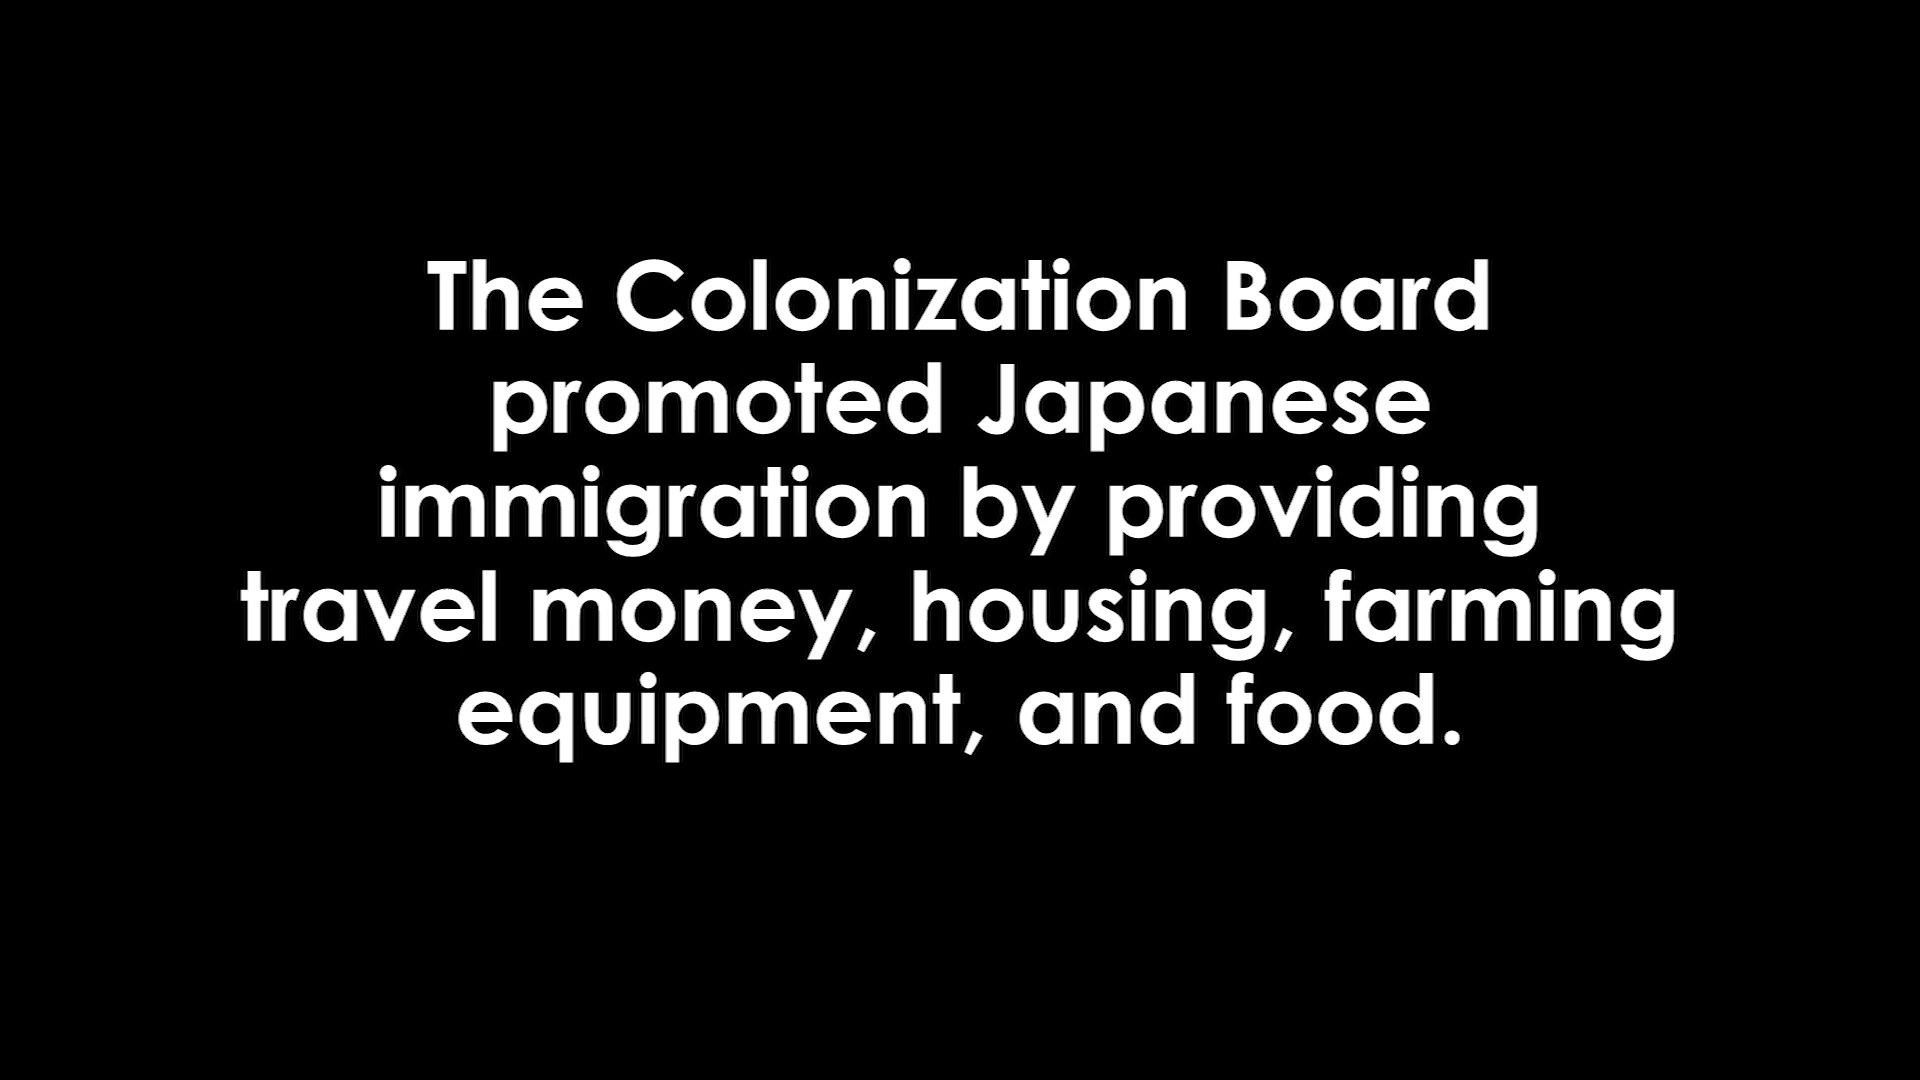 The Colonization Board
promoted Japanese
immigration by providing
travel money, housing, farming
equipment, and food.